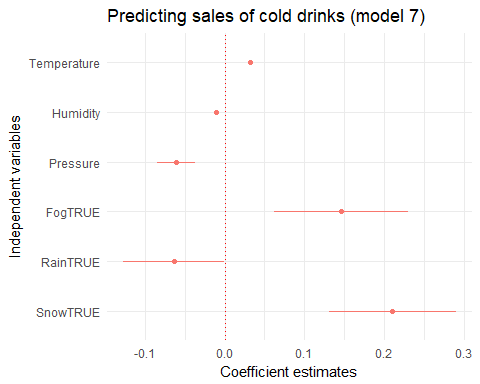 Predicting sales of cold drinks (model 7)
Independent variables
Temperature
Humidity
Pressure
FogTRUE
RainTRUE
SnowTRUE
-0.1 0.0 0.1 0.2 0.3
Coefficient estimates